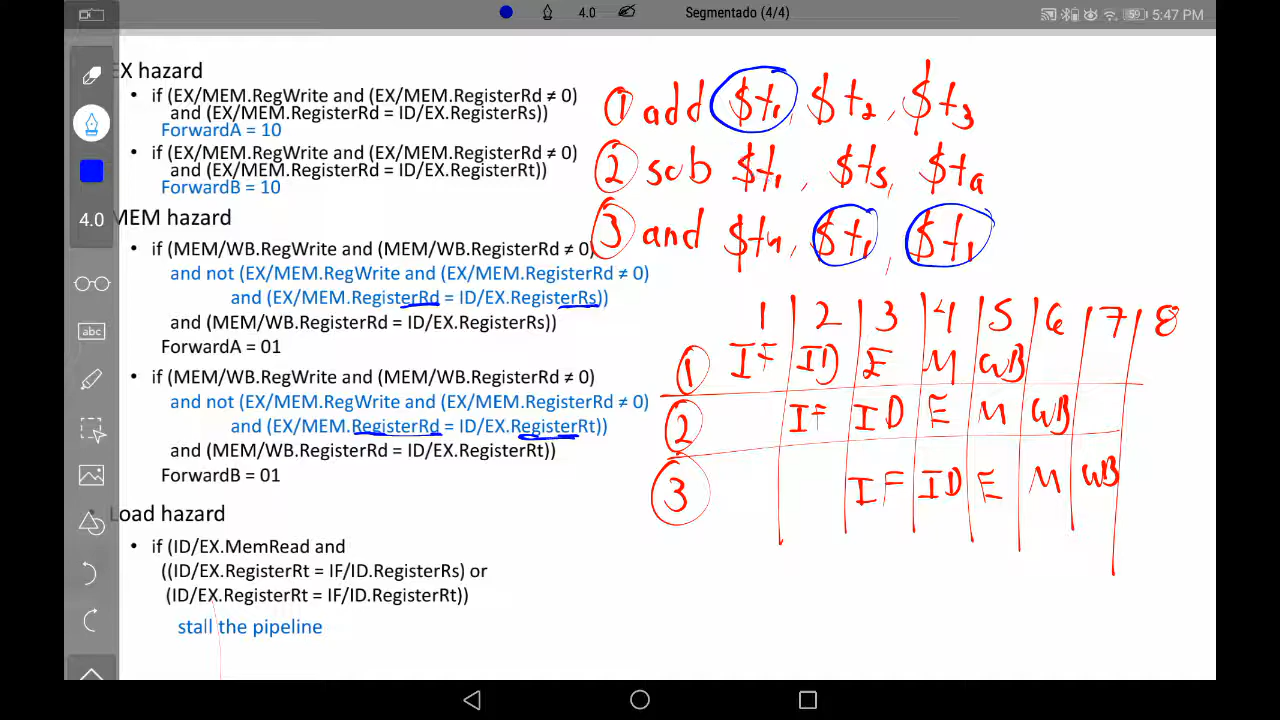 4.0
Segmentado (4/4)
59
5:47 PM
4.0
abc
EX hazard
• if (EX/MEM.RegWrite and (EX/MEM.RegisterRd ≠ 0)
and (EX/MEM.RegisterRd = ID/EX.RegisterRs))
ForwardA = 10
• if (EX/MEM.RegWrite and (EX/MEM.RegisterRd ≠ 0)
and (EX/MEM.RegisterRd = ID/EX.RegisterRt))
ForwardB = 10
MEM hazard
• if (MEM/WB.RegWrite and (MEM/WB.RegisterRd ≠ 0)
and not (EX/MEM.RegWrite and (EX/MEM.RegisterRd ≠ 0)
and (EX/MEM.RegisterRd = ID/EX.RegisterRs))
and (MEM/WB.RegisterRd = ID/EX.RegisterRs))
ForwardA = 01
• if (MEM/WB.RegWrite and (MEM/WB.RegisterRd ≠ 0)
and not (EX/MEM.RegWrite and (EX/MEM.RegisterRd ≠ 0)
and (EX/MEM.RegisterRd = ID/EX.RegisterRt))
and (MEM/WB.RegisterRd = ID/EX.RegisterRt))
ForwardB = 01
• Load hazard
• if (ID/EX.MemRead and
((ID/EX.RegisterRt = IF/ID.RegisterRs) or
(ID/EX.RegisterRt = IF/ID.RegisterRt))
stall the pipeline
1 add $t1, $t2, $t3
2 sub $t1, $t5,
3 and $t4, $t1, $t1
1 2 3 4 5 6 7 8
1 IF ID E M WB
2 IF ID E M WB
3 IF ID E M WB